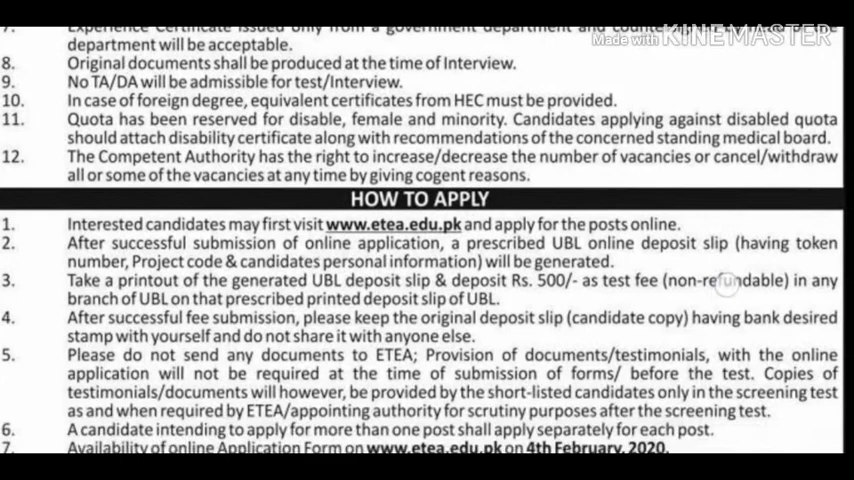 Made with KINEMASTER
7. Experience Certificate issued only from a government department and
department will be acceptable.
8. Original documents shall be produced at the time of Interview.
9. No TA/DA will be admissible for test/Interview.
10. In case of foreign degree, equivalent certificates from HEC must be provided.
11. Quota has been reserved for disable, female and minority. Candidates applying against disabled quota
should attach disability certificate along with recommendations of the concerned standing medical board.
12. The Competent Authority has the right to increase/decrease the number of vacancies or cancel/withdraw
all or some of the vacancies at any time by giving cogent reasons.
HOW TO APPLY
1. Interested candidates may first visit www.etea.edu.pk and apply for the posts online.
2. After successful submission of online application, a prescribed UBL online deposit slip (having token
number, Project code & candidates personal information) will be generated.
3. Take a printout of the generated UBL deposit slip & deposit Rs. 500/- as test fee (non-refundable) in any
branch of UBL on that prescribed printed deposit slip of UBL.
4. After successful fee submission, please keep the original deposit slip (candidate copy) having bank desired
stamp with yourself and do not share it with anyone else.
5. Please do not send any documents to ETEA; Provision of documents/testimonials, with the online
application will not be required at the time of submission of forms/ before the test. Copies of
testimonials/documents will however, be provided by the short-listed candidates only in the screening test
as and when required by ETEA/appointing authority for scrutiny purposes after the screening test.
6. A candidate intending to apply for more than one post shall apply separately for each post.
7. Availability of online Application Form on www.etea.edu.pk on 4th February, 2020.